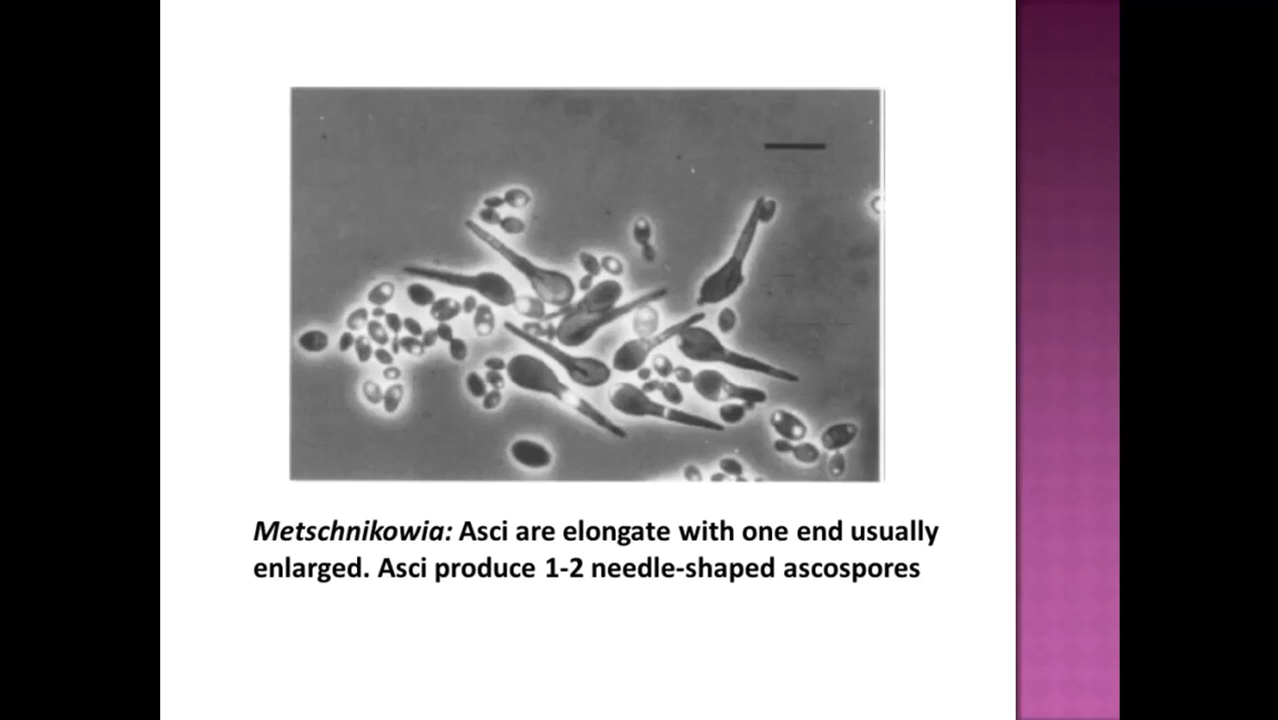 Metschnikowia: Asci are elongate with one end usually
enlarged. Asci produce 1-2 needle-shaped ascospores